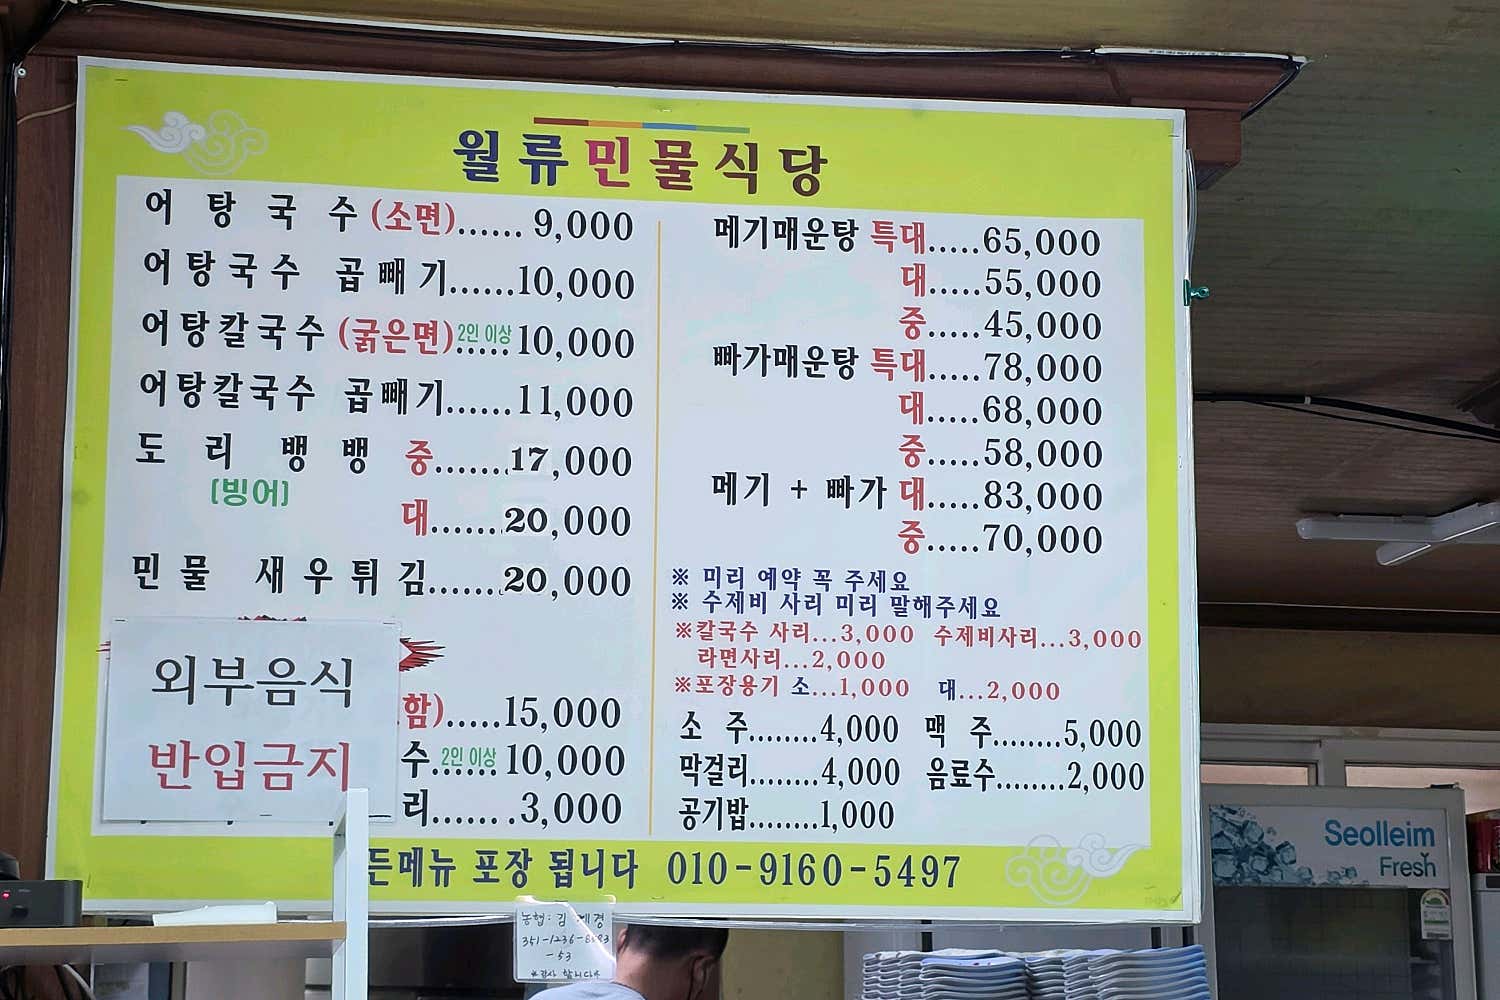 월류민물식당
어탕국수 (소면)...... 9,000
어탕국수 곱빼기......10,000
어탕칼국수 (굵은면) 2인 이상 ......10,000
어탕칼국수 곱빼기......11,000
도리뱅뱅 중.......17,000
[빙어]
대.......20,000
민물 새우튀김.......20,000
외부음식
반입금지
함).....15,000
수 2인 이상 ......10,000
리...... .3,000
메기매운탕 특대.....65,000
대.....55,000
중.....45,000
빠가매운탕 특대.....78,000
대.....68,000
중.....58,000
메기 + 빠가 대.....83,000
중.....70,000
※ 미리 예약 꼭 주세요
※ 수제비 사리 미리 말해주세요
※칼국수 사리...3,000 수제비사리...3,000
라면사리...2,000
※포장용기 소...1,000 대...2,000
소 주........4,000 맥 주........5,000
막걸리........4,000 음료수........2,000
공기밥........1,000
든메뉴 포장 됩니다 010-9160-5497
농협: 김 경
351-1236-
-53
Seolleim
Fresh